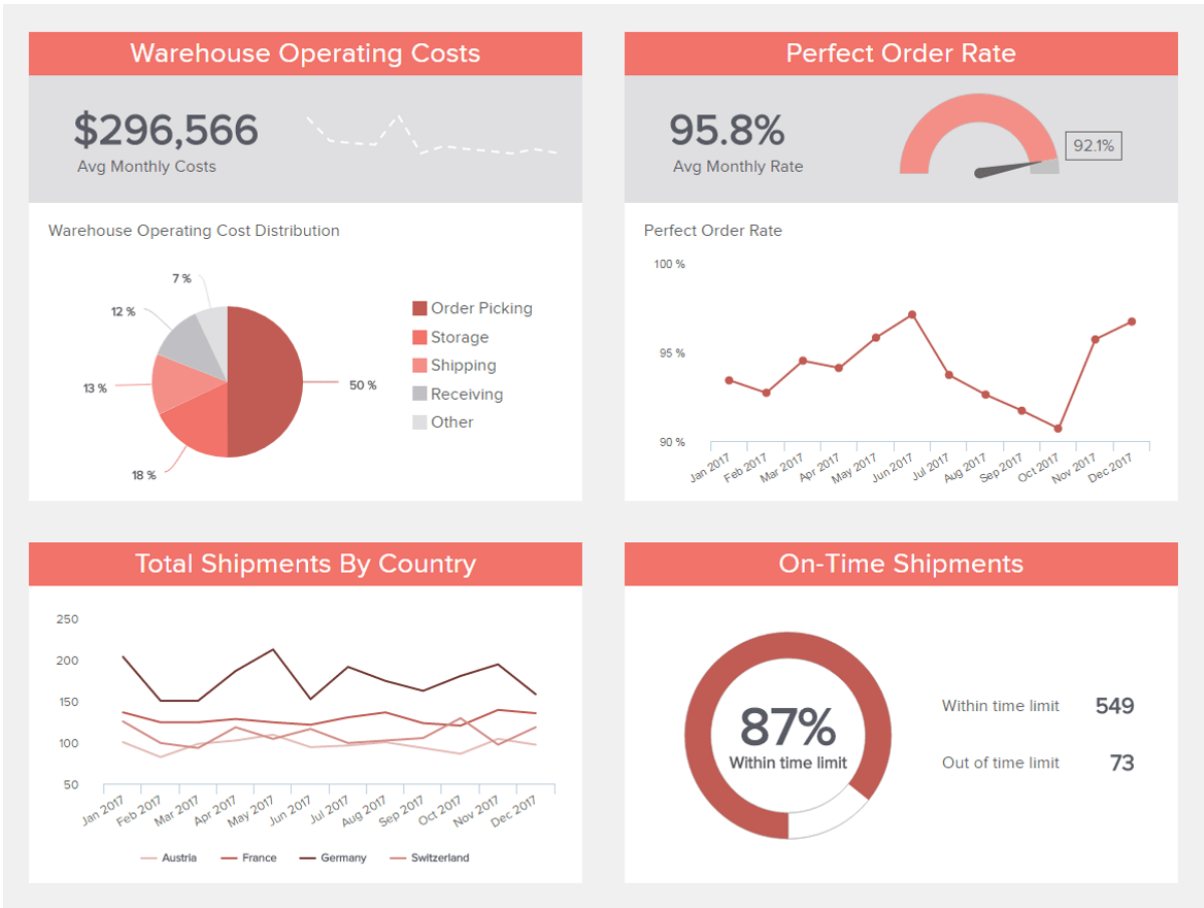 Warehouse Operating Costs
$296,566
Avg Monthly Costs
Warehouse Operating Cost Distribution
7 %
12 %
13 %
18 %
50 %
Order Picking
Storage
Shipping
Receiving
Other
Perfect Order Rate
95.8%
Avg Monthly Rate
92.1%
Perfect Order Rate
100 %
95 %
90 %
Jan 2017
Feb 2017
Mar 2017
Apr 2017
May 2017
Jun 2017
Jul 2017
Aug 2017
Sep 2017
Oct 2017
Nov 2017
Dec 2017
Total Shipments By Country
250
200
150
100
50
Jan 2017
Feb 2017
Mar 2017
Apr 2017
May 2017
Jun 2017
Jul 2017
Aug 2017
Sep 2017
Oct 2017
Nov 2017
Dec 2017
Austria
France
Germany
Switzerland
On-Time Shipments
87%
Within time limit
Within time limit 549
Out of time limit 73